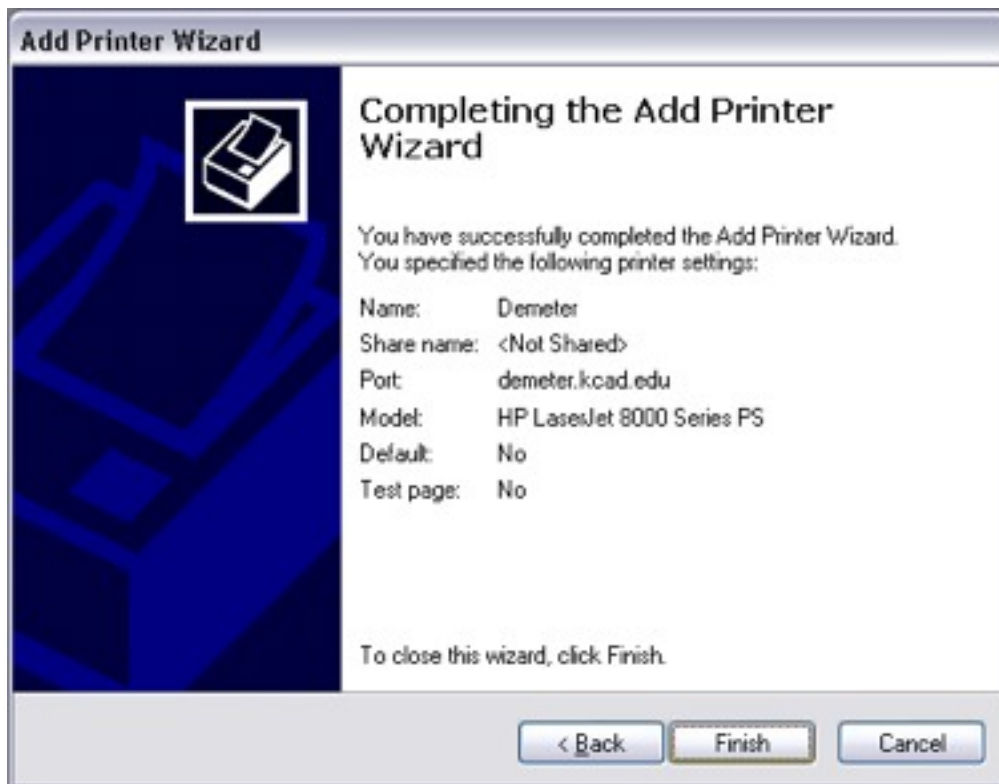 Add Printer Wizard
Completing the Add Printer
Wizard
You have successfully completed the Add Printer Wizard.
You specified the following printer settings:
Name: Demeter
Share name: <Not Shared>
Port: demeter.kcad.edu
Model: HP LaserJet 8000 Series PS
Default: No
Test page: No
To close this wizard, click Finish.
< Back Finish Cancel